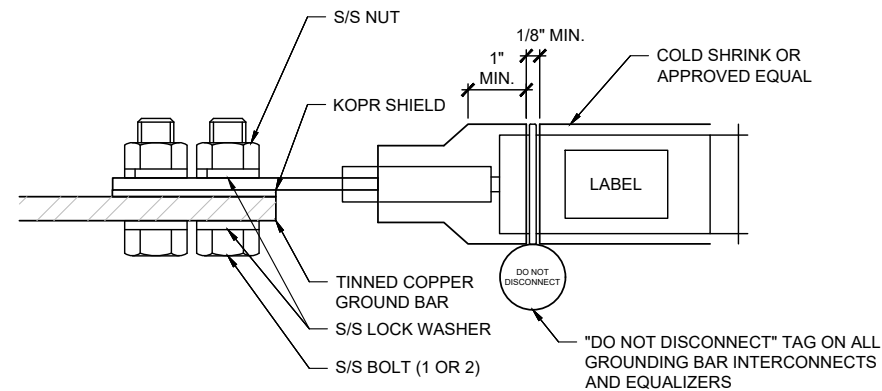 S/S NUT
1/8" MIN.
1"
MIN.
COLD SHRINK OR
APPROVED EQUAL
KOPR SHIELD
LABEL
DO NOT
DISCONNECT
TINNED COPPER
GROUND BAR
S/S LOCK WASHER
S/S BOLT (1 OR 2)
"DO NOT DISCONNECT" TAG ON ALL
GROUNDING BAR INTERCONNECTS
AND EQUALIZERS